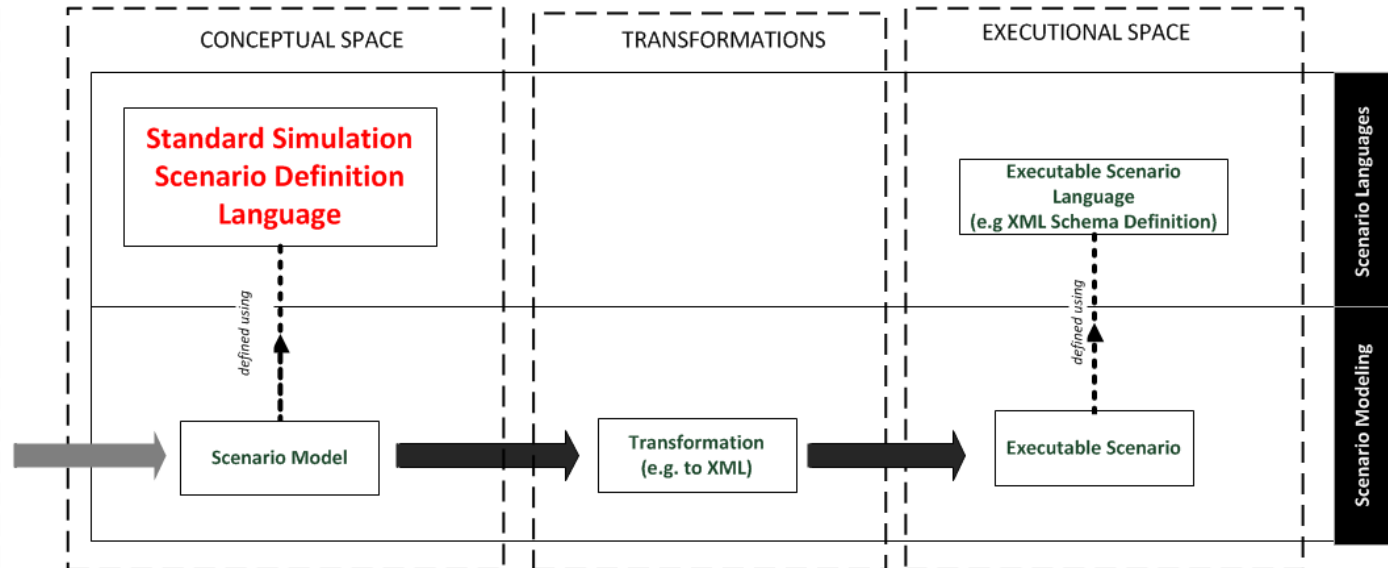 CONCEPTUAL SPACE
TRANSFORMATIONS
EXECUTIONAL SPACE
Standard Simulation
Scenario Definition
Language
Executable Scenario
Language
(e.g XML Schema Definition)
Scenario Languages
defined using
defined using
Scenario Model
Transformation
(e.g. to XML)
Executable Scenario
Scenario Modeling